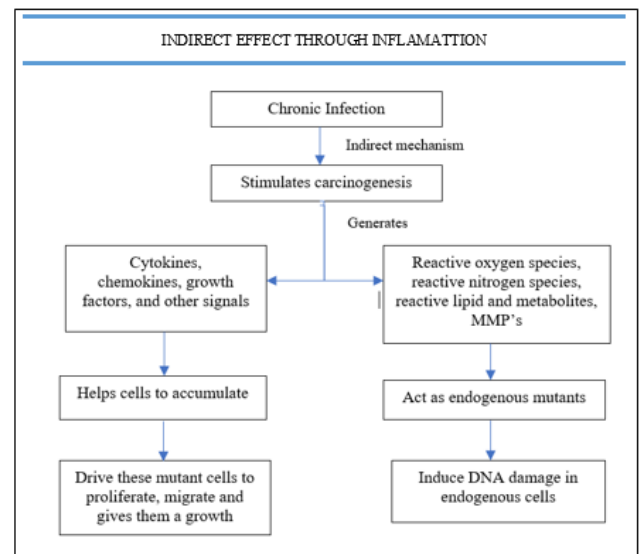 INDIRECT EFFECT THROUGH INFLAMATTION
Chronic Infection
Indirect mechanism
Stimulates carcinogenesis
Generates
Cytokines,
chemokines, growth
factors, and other signals
Reactive oxygen species,
reactive nitrogen species,
reactive lipid and metabolites,
MMP's
Helps cells to accumulate
Act as endogenous mutants
Drive these mutant cells to
proliferate, migrate and
gives them a growth
Induce DNA damage in
endogenous cells